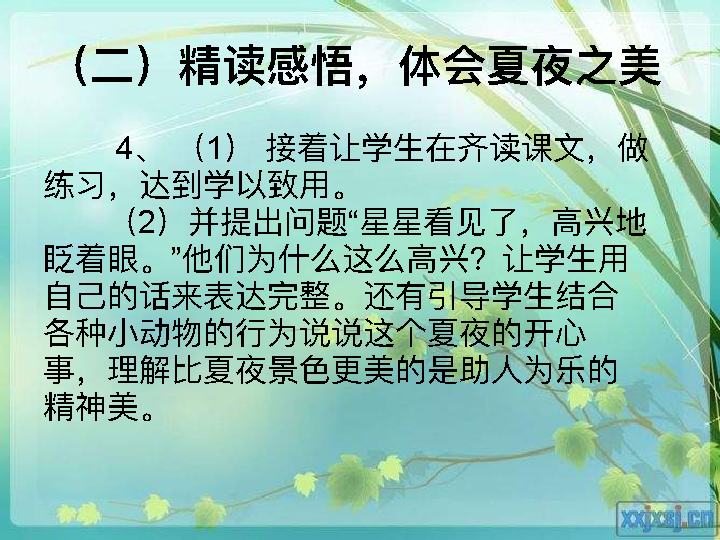 （二）精读感悟，体会夏夜之美
4、 （1） 接着让学生在齐读课文，做
练习，达到学以致用。
（2）并提出问题“星星看见了，高兴地
眨着眼。”他们为什么这么高兴？让学生用
自己的话来表达完整。还有引导学生结合
各种小动物的行为说说这个夏夜的开心
事，理解比夏夜景色更美的是助人为乐的
精神美。
xxjxsj.cn